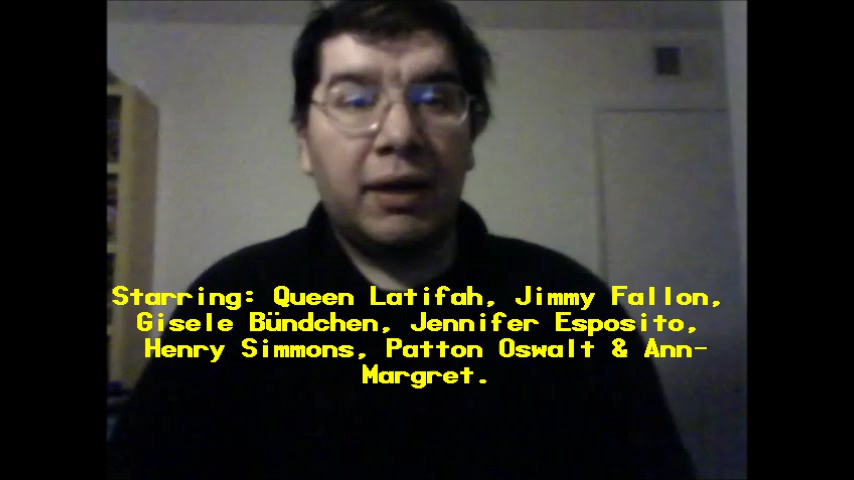 Starring: Queen Latifah, Jimmy Fallon,
Gisele Bündchen, Jennifer Esposito,
Henry Simmons, Patton Oswalt & Ann-
Margret.